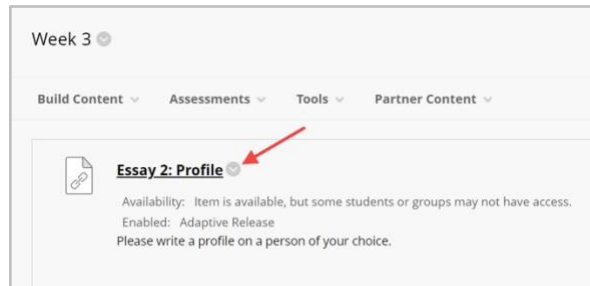 Week 3
Build Content Assessments Tools Partner Content
Essay 2: Profile
Availability: Item is available, but some students or groups may not have access.
Enabled: Adaptive Release
Please write a profile on a person of your choice.